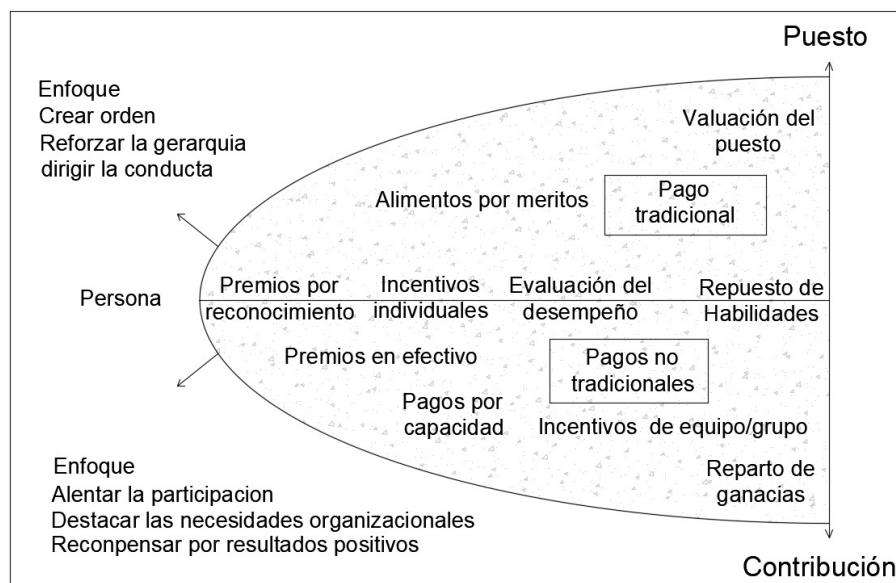 Puesto
Enfoque
Crear orden
Reforzar la gerarquia
dirigir la conducta
Valuación del
puesto
Alimentos por meritos
Pago
tradicional
Persona
Premios por
reconocimiento
Incentivos
individuales
Evaluación del
desempeño
Repuesto de
Habilidades
Premios en efectivo
Pagos no
tradicionales
Pagos por
capacidad
Incentivos de equipo/grupo
Reparto de
ganacias
Enfoque
Alentar la participacion
Destacar las necesidades organizacionales
Reconpensar por resultados positivos
Contribución